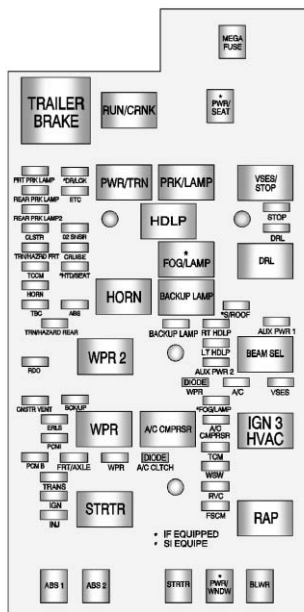 MEGA
FUSE
TRAILER
BRAKE
RUN/CRNK
*
PWR/
SEAT
FRT PRK LAMP
*DR/LCK
PWR/TRN
PRK/LAMP
VSES/
STOP
REAR PRK LAMP
ETC
REAR PRK LAMP2
HDLP
STOP
CLSTR
O2 SNSR
DRL
TRN/HAZRD FRT
CRUISE
*
FOG/LAMP
DRL
TCCM
*HTD/SEAT
HORN
HORN
BACKUP LAMP
TBC
ABS
*S/ROOF
TRN/HAZARD REAR
BACKUP LAMP
RT HDLP
AUX PWR 1
WPR 2
LT HDLP
BEAM SEL
RDO
AUX PWR 2
DIODE
WPR
A/C
VSES
CNSTR VENT
BCK/UP
*FOG/LAMP
ERLS
WPR
A/C CMPRSR
A/C
CMPRSR
IGN 3
HVAC
PCMI
TCM
PCM B
FRT/AXLE
WPR
DIODE
A/C CLTCH
WSW
TRANS
RVC
IGN
STRTR
FSCM
RAP
INJ
* IF EQUIPPED
* SI EQUIPE
ABS 1
ABS 2
STRTR
*
PWR/
WNDW
BLWR